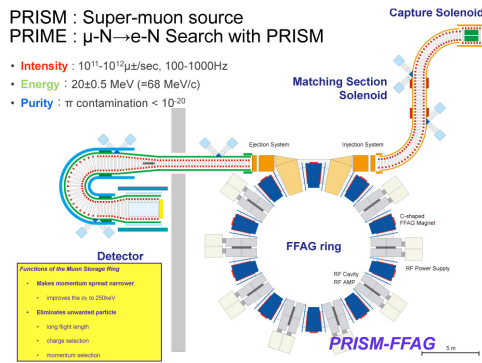 PRISM : Super-muon source
PRIME : μ-N→e-N Search with PRISM
• Intensity : 10¹¹-10¹²μ±/sec, 100-1000Hz
• Energy : 20±0.5 MeV (=68 MeV/c)
• Purity : π contamination < 10⁻²⁰
Capture Solenoid
Matching Section
Solenoid
Ejection System
Injection System
C-shaped
FFAG Magnet
FFAG ring
RF Power Supply
RF Cavity
RF AMP
Detector
Functions of the Muon Storage Ring
• Makes momentum spread narrower,
• improves the σE to 250keV
• Eliminates unwanted particle
• long flight length
• charge selection
• momentum selection
PRISM-FFAG
5 m